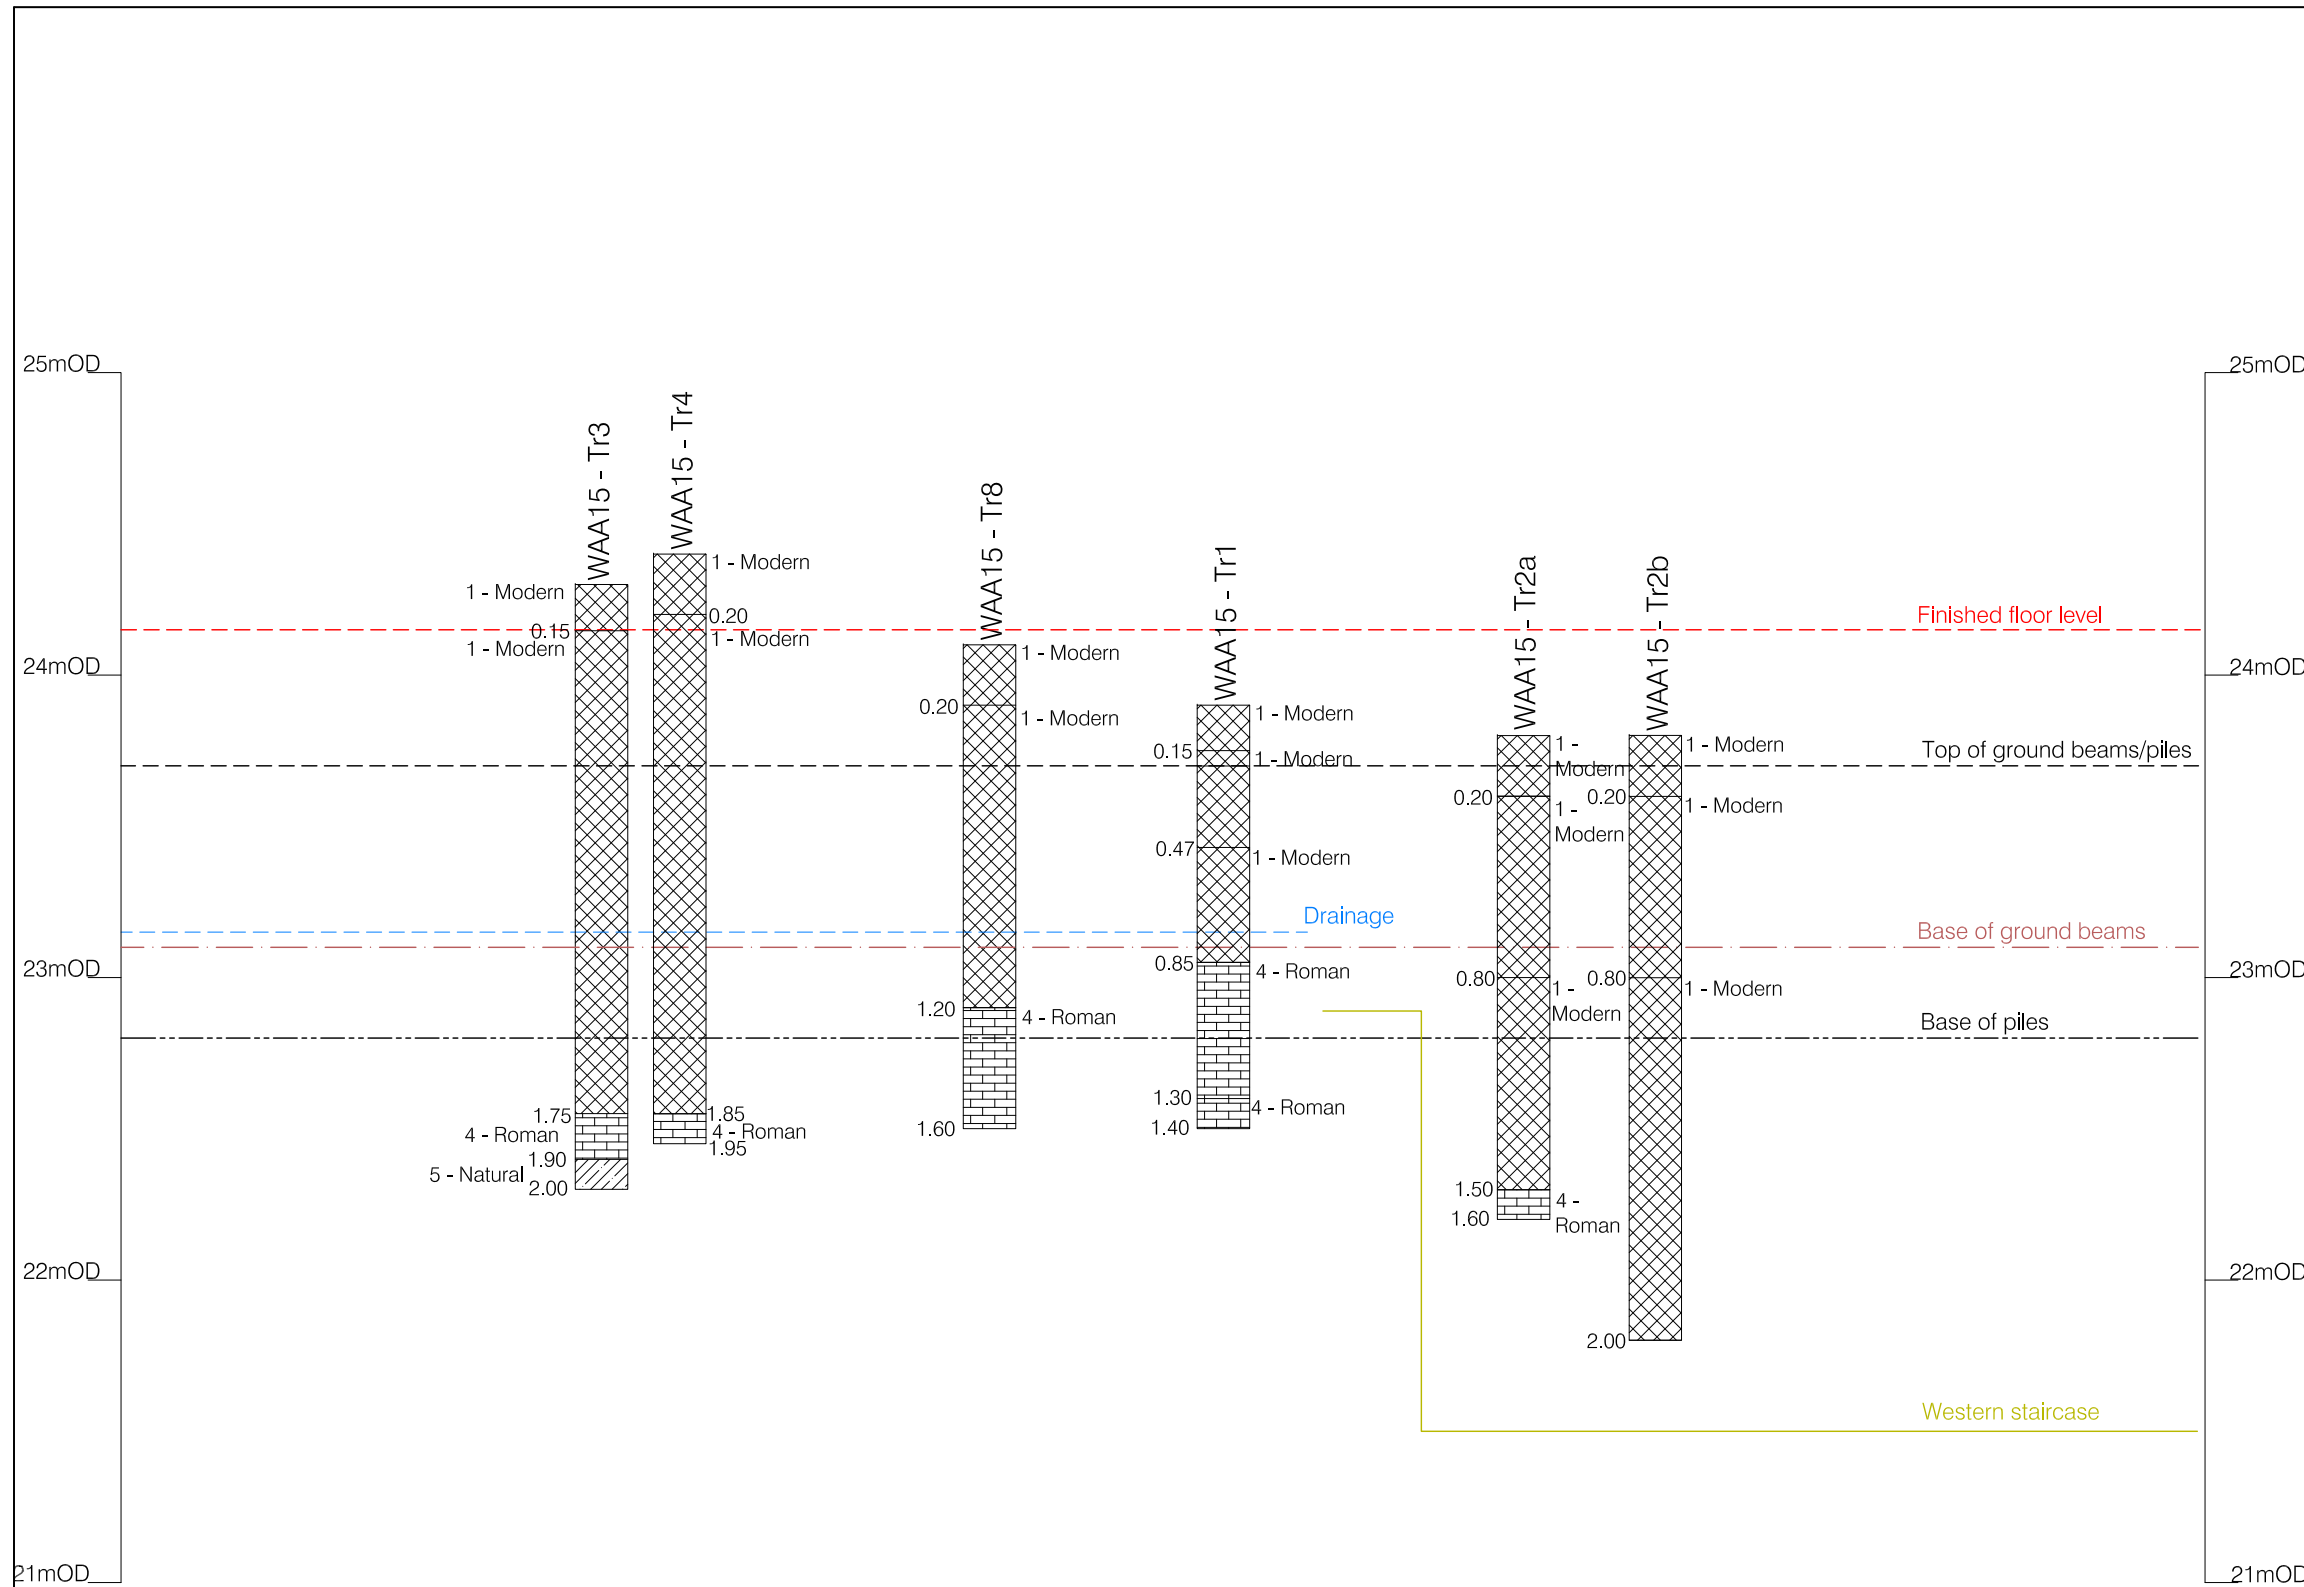 25mOD
25mOD
WAA15 - Tr3
WAA15 - Tr4
WAA15 - Tr8
WAA15 - Tr1
WAA15 - Tr2a
WAA15 - Tr2b
1 - Modern
0.15
1 - Modern
1.75
4 - Roman
1.90
5 - Natural
2.00
1 - Modern
0.20
1 - Modern
1.85
4 - Roman
1.95
1 - Modern
0.20
1 - Modern
1.20
4 - Roman
1.60
1 - Modern
0.15
1 - Modern
0.47
1 - Modern
0.85
4 - Roman
1.30
4 - Roman
1.40
1 -
Modern
0.20
1 -
Modern
0.80
1 -
Modern
1.50
4 -
Roman
1.60
1 - Modern
0.20
1 - Modern
0.80
1 - Modern
2.00
Finished floor level
24mOD
24mOD
Top of ground beams/piles
Drainage
Base of ground beams
23mOD
23mOD
Base of piles
22mOD
22mOD
Western staircase
21mOD
21mOD